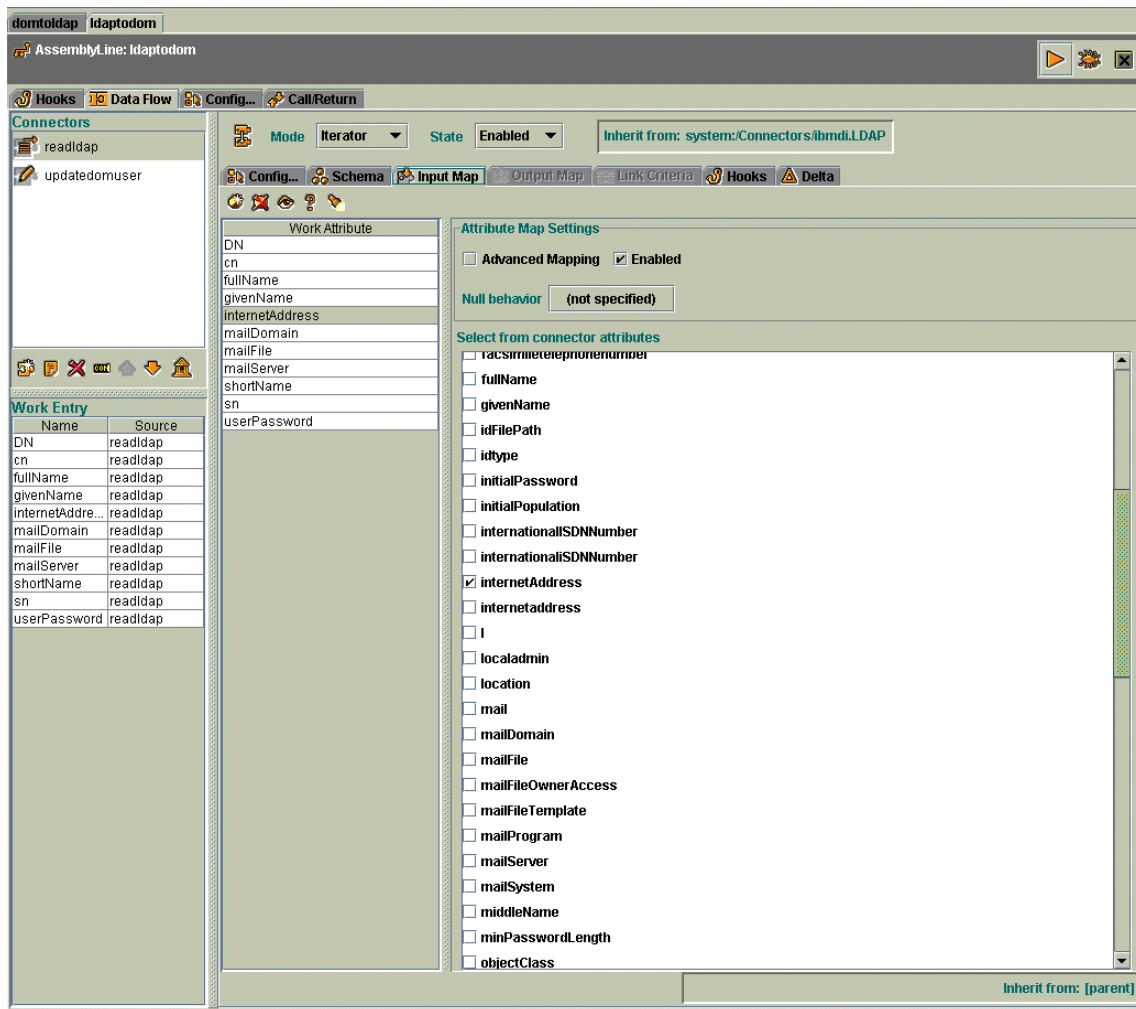 domtoldap ldaptodom
AssemblyLine: ldaptodom
Hooks Data Flow Config... Call/Return
Connectors
readldap
updatedomuser
Mode Iterator State Enabled Inherit from: system:/Connectors/ibmdi.LDAP
Config... Schema Input Map Output Map Link Criteria Hooks Delta
Work Attribute
DN
cn
fullName
givenName
internetAddress
mailDomain
mailFile
mailServer
shortName
sn
userPassword
Attribute Map Settings
Advanced Mapping Enabled
Null behavior (not specified)
Select from connector attributes
facsimiletelephonenumber
fullName
givenName
idFilePath
idtype
initialPassword
initialPopulation
internationalISDNNumber
internationaliSDNNumber
internetAddress
internetaddress
l
localadmin
location
mail
mailDomain
mailFile
mailFileOwnerAccess
mailFileTemplate
mailProgram
mailServer
mailSystem
middleName
minPasswordLength
objectClass
Work Entry
Name Source
DN readldap
cn readldap
fullName readldap
givenName readldap
internetAddre... readldap
mailDomain readldap
mailFile readldap
mailServer readldap
shortName readldap
sn readldap
userPassword readldap
Inherit from: [parent]